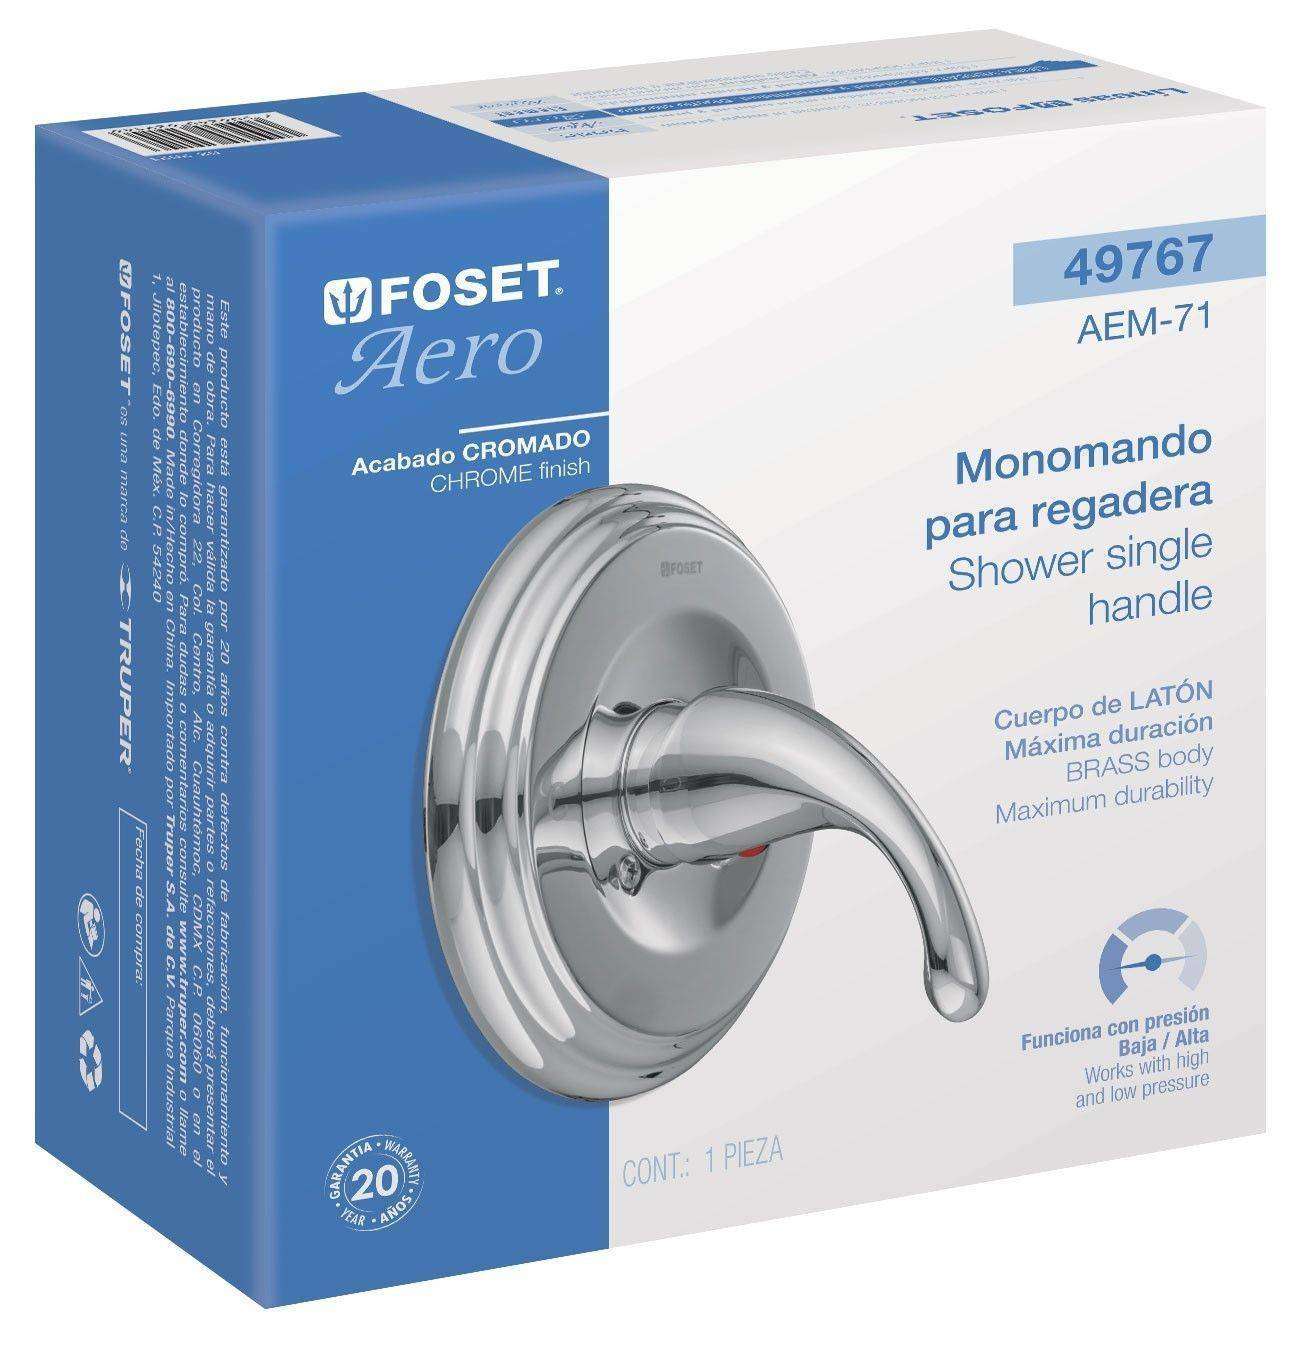 FOSET®
Aero
Acabado CROMADO
CHROME finish
49767
AEM-71
Monomando
para regadera
Shower single
handle
Cuerpo de LATÓN
Máxima duración
BRASS body
Maximum durability
Funciona con presión
Baja / Alta
Works with high
and low pressure
FOSET
CONT.: 1 PIEZA
GARANTIA • WARRANTY
20
YEAR • AÑOS
Líneas FOSET
Este producto está garantizado por 20 años contra defectos de fabricación, funcionamiento y
mano de obra. Para hacer válida la garantía o adquirir partes o refacciones, deberá presentar el
producto en Corregidora 22, Col. Centro, Alc. Cuauhtémoc, CDMX C.P. 06060 o en el
establecimiento donde lo compró. Para dudas o comentarios consulte www.truper.com o llame
al 800-690-6990. Made in/Hecho en China. Importado por Truper S.A. de C.V. Parque Industrial
1, Jilotepec, Edo. de Méx. C.P. 54240
FOSET® es una marca de TRUPER®
Fecha de compra: